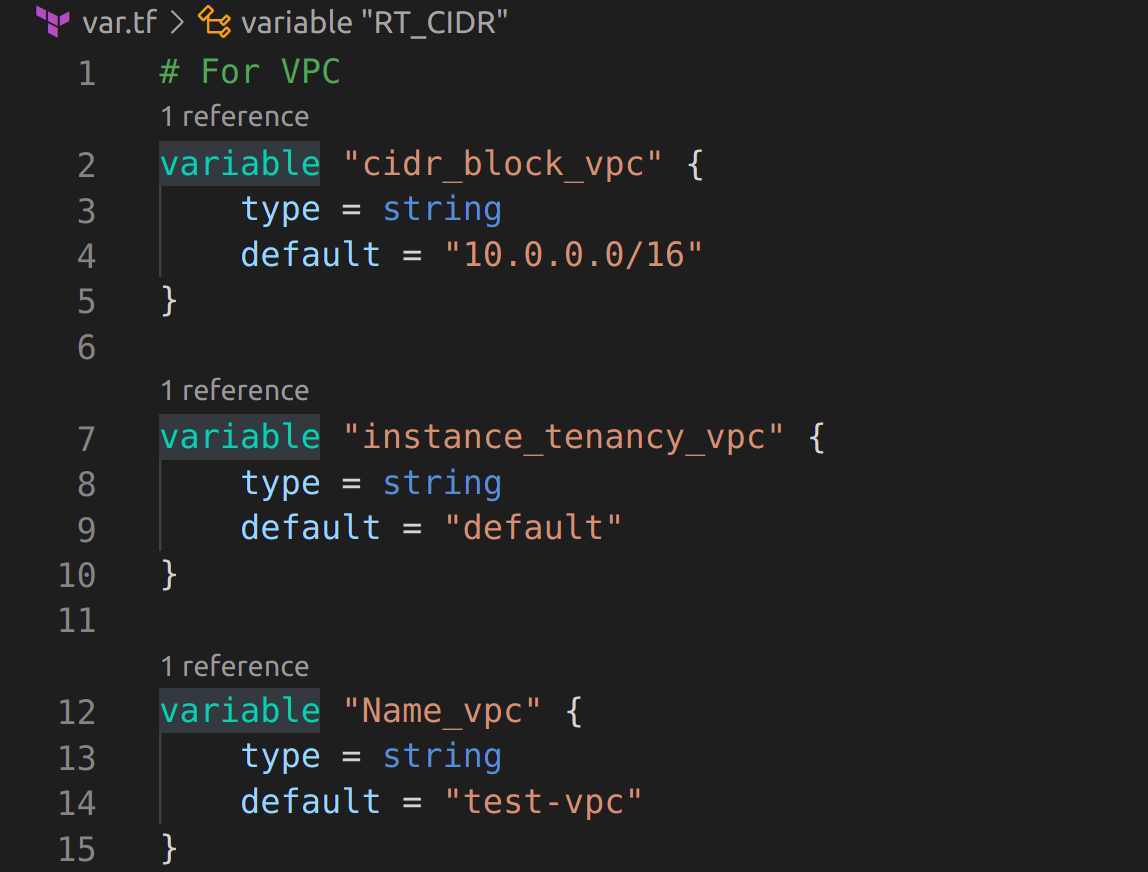 var.tf > variable "RT_CIDR"
1 # For VPC
1 reference
2 variable "cidr_block_vpc" {
3     type = string
4     default = "10.0.0.0/16"
5 }
6
1 reference
7 variable "instance_tenancy_vpc" {
8     type = string
9     default = "default"
10 }
11
1 reference
12 variable "Name_vpc" {
13     type = string
14     default = "test-vpc"
15 }